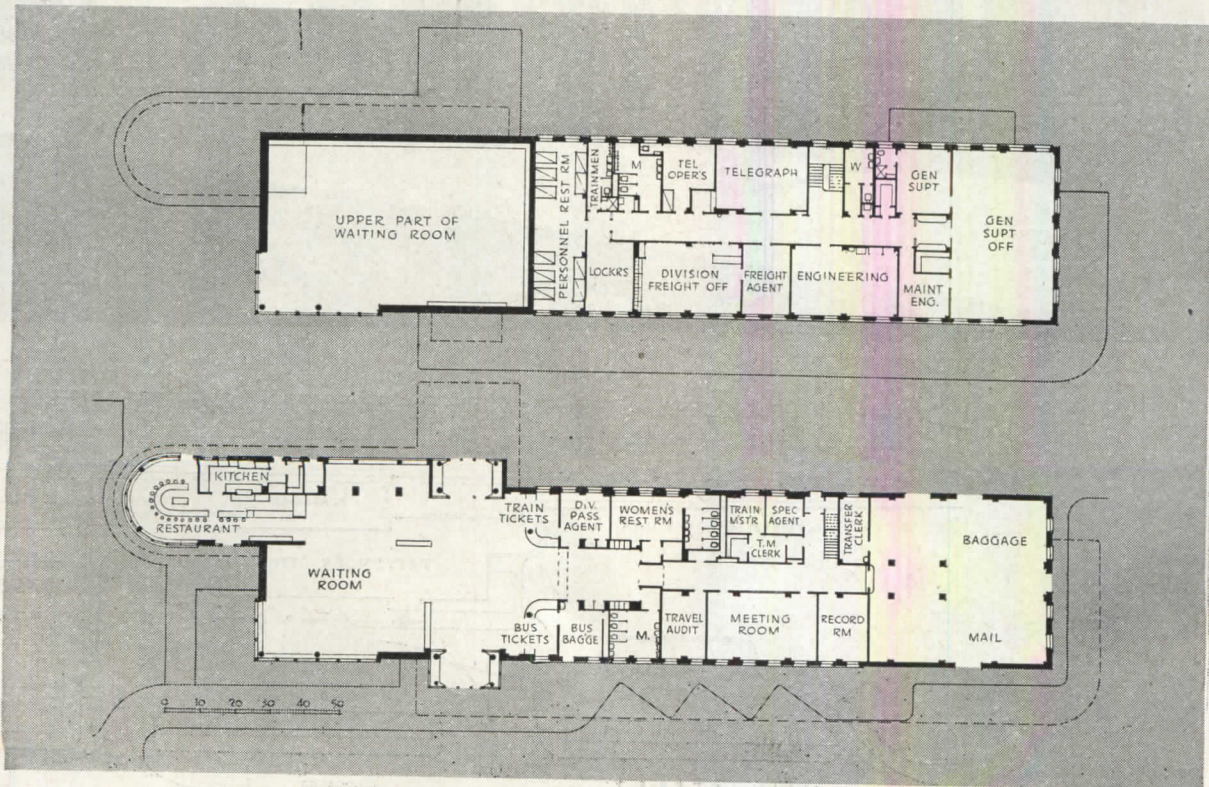 UPPER PART OF
WAITING ROOM
PERSONNEL REST RM
TRAINMEN
LOCKRS
M
TEL
OPER'S
TELEGRAPH
W
GEN
SUPT
GEN
SUPT
OFF
DIVISION
FREIGHT OFF
FREIGHT
AGENT
ENGINEERING
MAINT
ENG.
KITCHEN
RESTAURANT
WAITING
ROOM
TRAIN
TICKETS
DIV.
PASS
AGENT
WOMEN'S
REST RM
TRAIN
MSTR
SPEC
AGENT
T.M
CLERK
TRANSFER
CLERK
BAGGAGE
BUS
TICKETS
BUS
BAGGE
M.
TRAVEL
AUDIT
MEETING
ROOM
RECORD
RM
MAIL
0 10 20 30 40 50